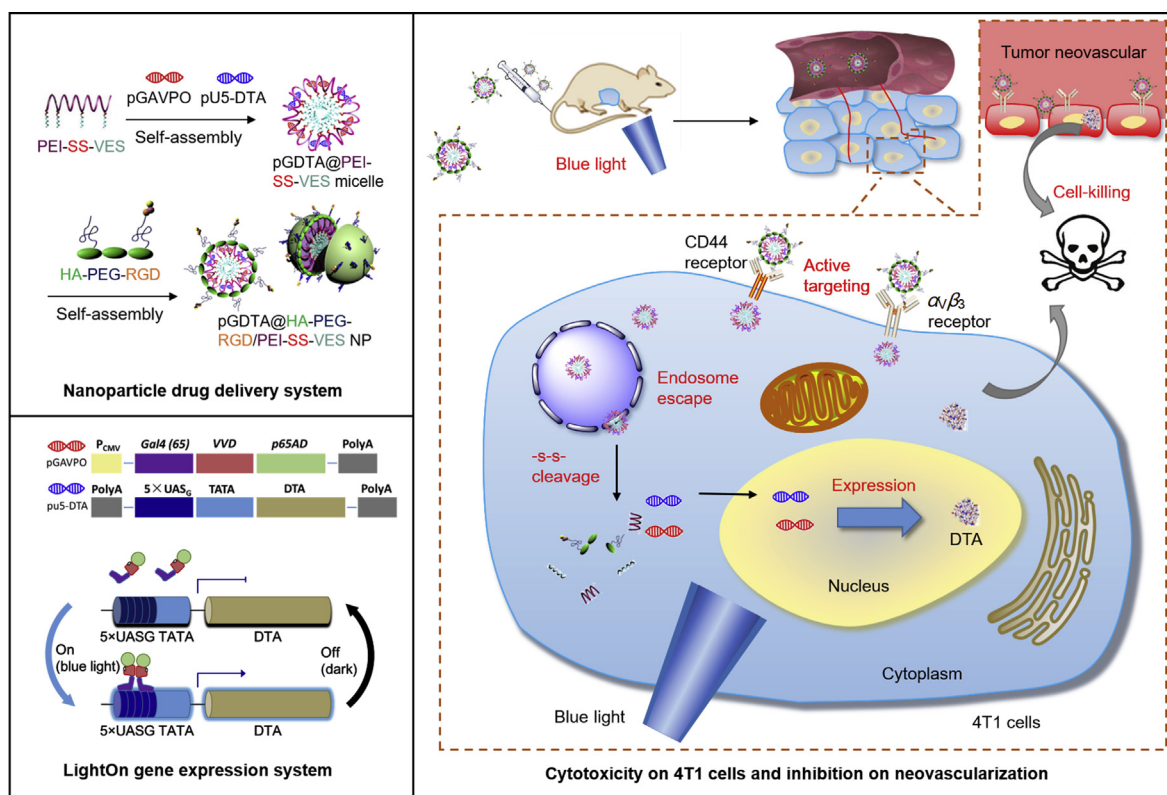 pGAVPO pU5-DTA
Self-assembly
PEI-SS-VES
pGDTA@PEI-
SS-VES micelle
HA-PEG-RGD
Self-assembly
pGDTA@HA-PEG-
RGD/PEI-SS-VES NP
Nanoparticle drug delivery system
PCMV Gal4 (65) VVD p65AD PolyA
pGAVPO
PolyA 5×UASG TATA DTA PolyA
pu5-DTA
5×UASG TATA DTA
On
(blue light)
Off
(dark)
5×UASG TATA DTA
LightOn gene expression system
Blue light
Tumor neovascular
Cell-killing
CD44
receptor
Active
targeting
αVβ3
receptor
Endosome
escape
-s-s-
cleavage
Expression
DTA
Nucleus
Cytoplasm
Blue light
4T1 cells
Cytotoxicity on 4T1 cells and inhibition on neovascularization